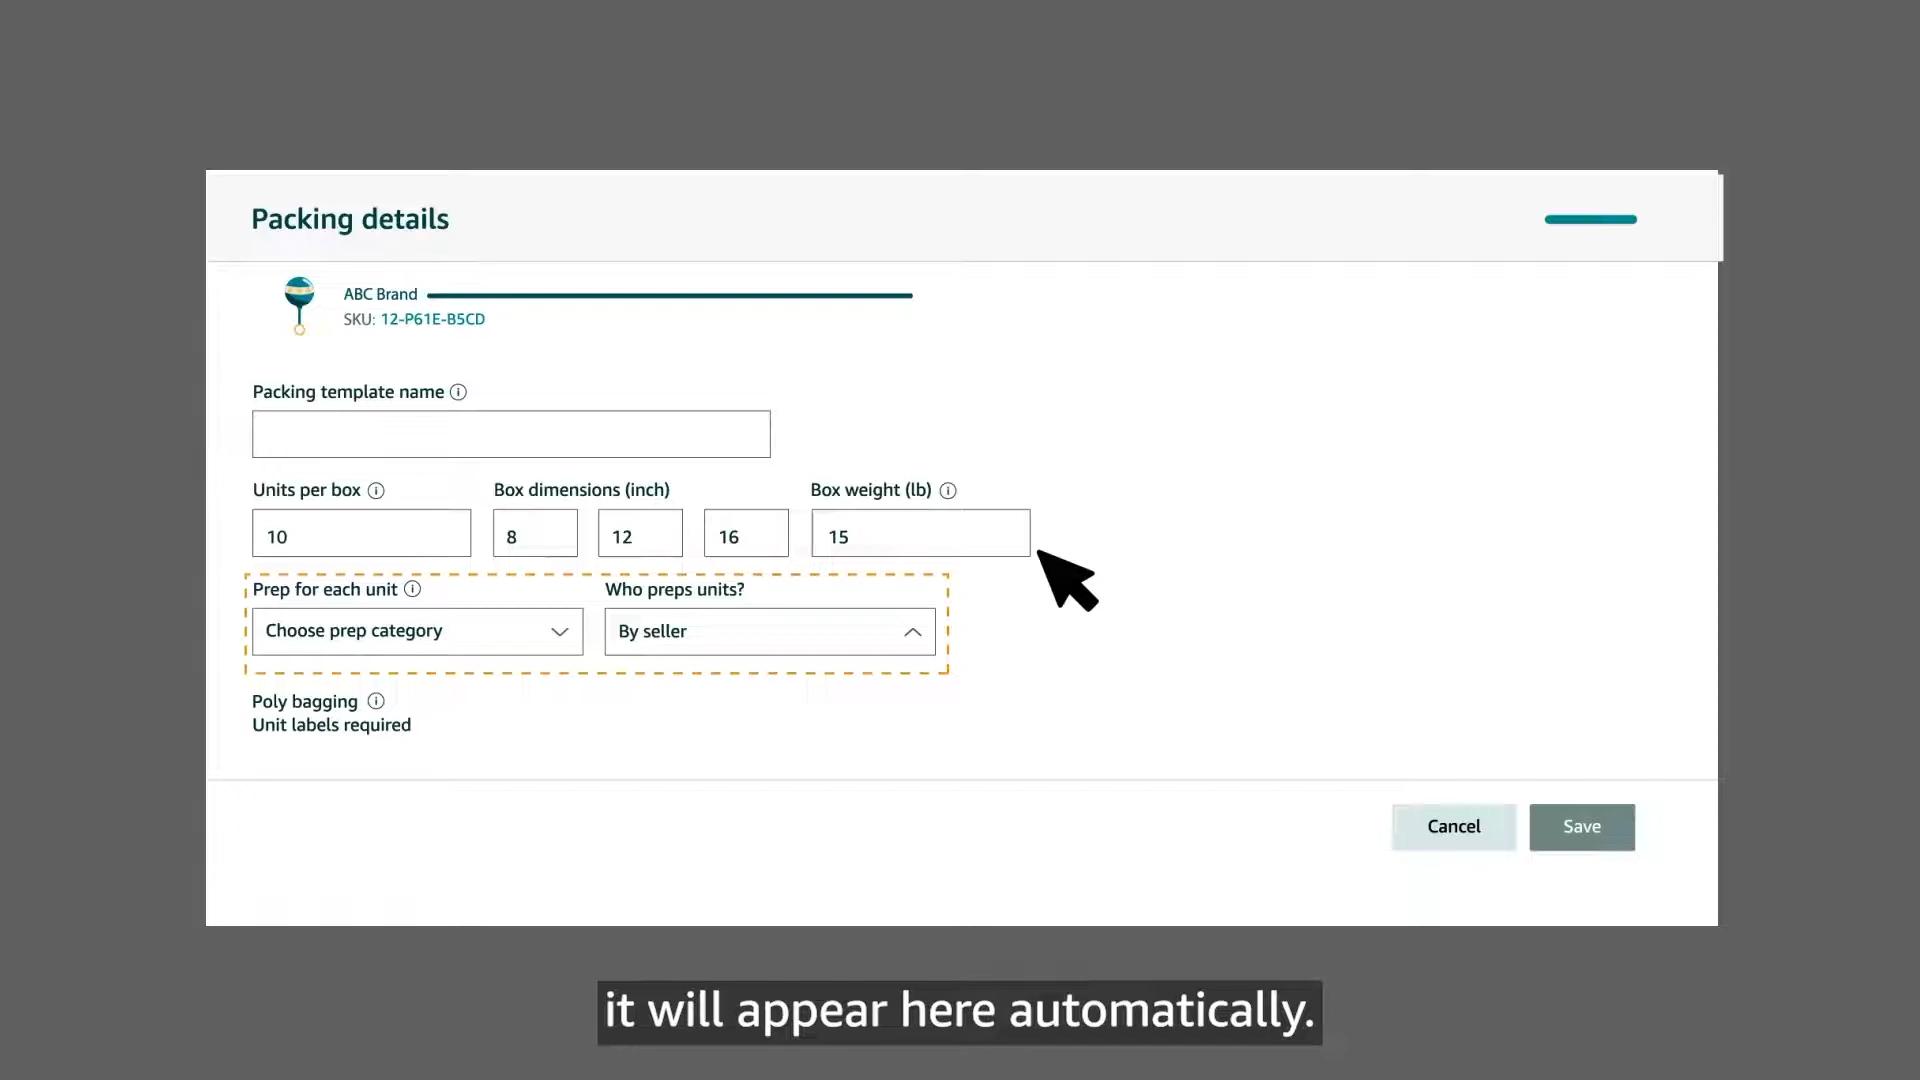 Packing details
ABC Brand
SKU: 12-P61E-B5CD
Packing template name
Units per box
Box dimensions (inch)
Box weight (lb)
10
8
12
16
15
Prep for each unit
Who preps units?
Choose prep category
By seller
Poly bagging
Unit labels required
Cancel
Save
it will appear here automatically.